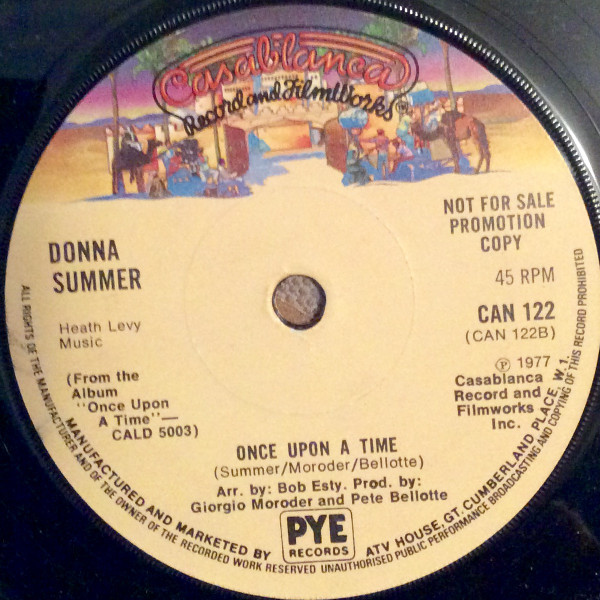 Casablanca
Record and FilmWorks
NOT FOR SALE
PROMOTION
COPY
DONNA
SUMMER
45 RPM
CAN 122
(CAN 122B)
Heath Levy
Music
℗ 1977
Casablanca
Record and
Filmworks
Inc.
(From the
Album
"Once Upon
A Time"—
CALD 5003)
ONCE UPON A TIME
(Summer/Moroder/Bellotte)
Arr. by: Bob Esty. Prod. by:
Giorgio Moroder and Pete Bellotte
PYE
RECORDS
MANUFACTURED AND MARKETED BY
ATV HOUSE, GT. CUMBERLAND PLACE, W.1.
ALL RIGHTS OF THE MANUFACTURER AND OF THE OWNER OF THE RECORDED WORK RESERVED UNAUTHORISED PUBLIC PERFORMANCE BROADCASTING AND COPYING OF THIS RECORD PROHIBITED